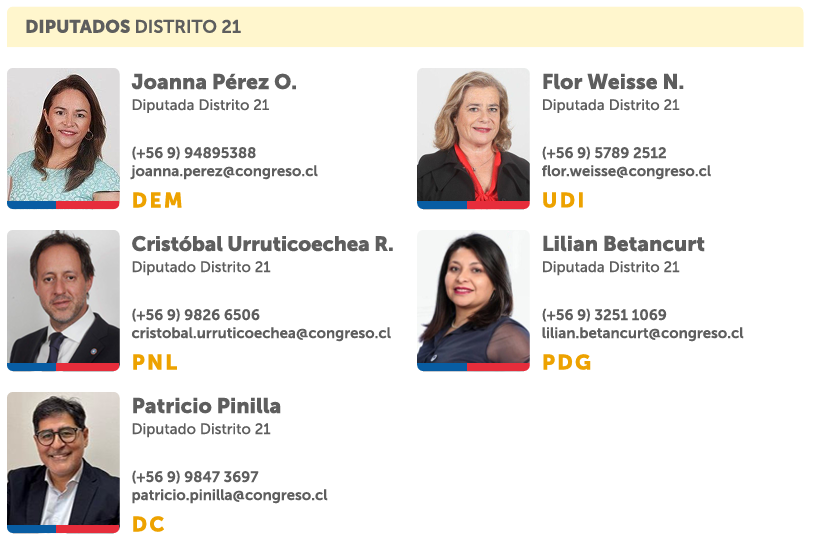 DIPUTADOS DISTRITO 21
Joanna Pérez O.
Diputada Distrito 21
(+56 9) 94895388
joanna.perez@congreso.cl
DEM
Flor Weisse N.
Diputada Distrito 21
(+56 9) 5789 2512
flor.weisse@congreso.cl
UDI
Cristóbal Urruticoechea R.
Diputado Distrito 21
(+56 9) 9826 6506
cristobal.urruticoechea@congreso.cl
PNL
Lilian Betancurt
Diputada Distrito 21
(+56 9) 3251 1069
lilian.betancurt@congreso.cl
PDG
Patricio Pinilla
Diputado Distrito 21
(+56 9) 9847 3697
patricio.pinilla@congreso.cl
DC